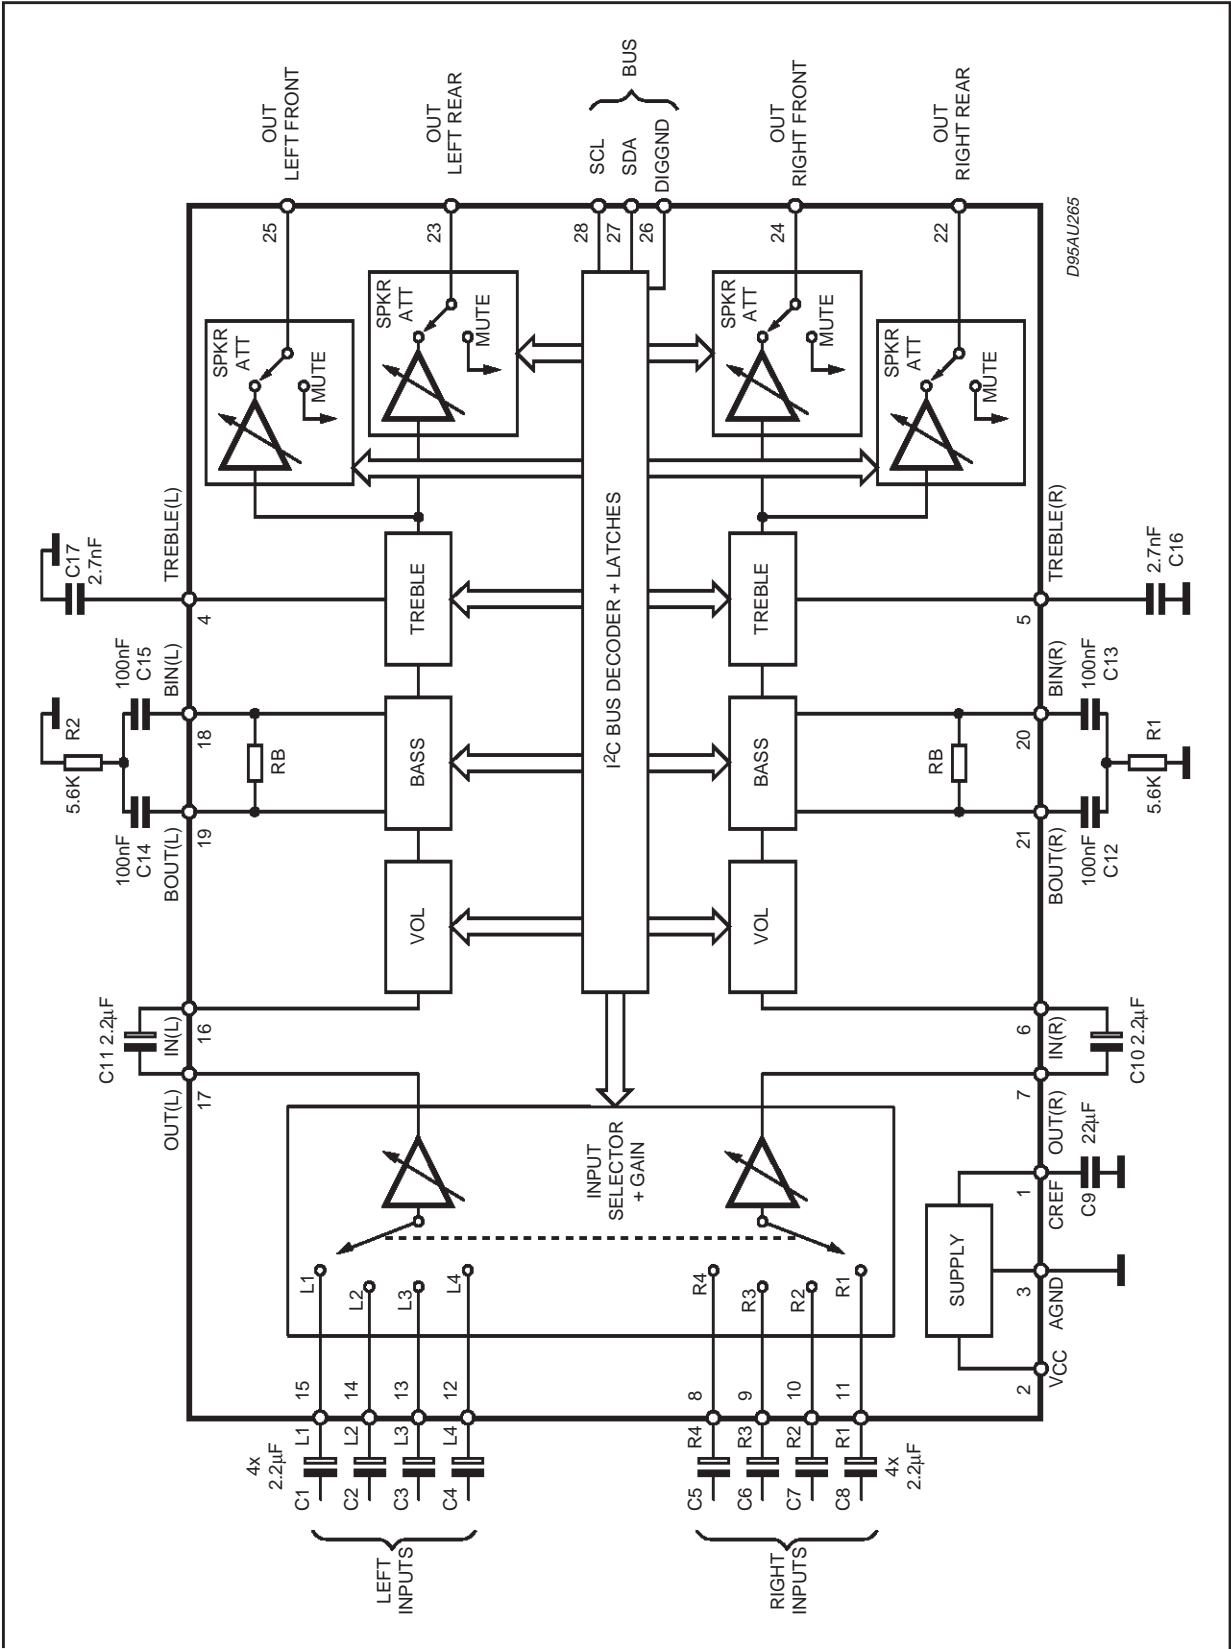 OUT
LEFT FRONT
OUT
LEFT REAR
BUS
SCL
SDA
DIGGND
OUT
RIGHT FRONT
OUT
RIGHT REAR
25
23
28
27
26
24
22
D95AU265
SPKR
ATT
MUTE
SPKR
ATT
MUTE
SPKR
ATT
MUTE
SPKR
ATT
MUTE
C17
2.7nF
TREBLE(L)
4
TREBLE
I²C BUS DECODER + LATCHES
TREBLE
5
TREBLE(R)
2.7nF
C16
R2
5.6K
100nF
C15
BIN(L)
18
100nF
C14
BOUT(L)
19
RB
BASS
BASS
RB
20
BIN(R)
100nF
C13
21
BOUT(R)
100nF
C12
R1
5.6K
VOL
VOL
C11 2.2µF
IN(L)
16
OUT(L)
17
6
IN(R)
7
OUT(R)
C10 2.2µF
INPUT
SELECTOR
+ GAIN
L1
L2
L3
L4
R4
R3
R2
R1
SUPPLY
1
CREF
22µF
C9
3
AGND
2
VCC
15
14
13
12
8
9
10
11
L1
L2
L3
L4
R4
R3
R2
R1
4x
2.2µF
C1
C2
C3
C4
C5
C6
C7
C8
4x
2.2µF
LEFT
INPUTS
RIGHT
INPUTS